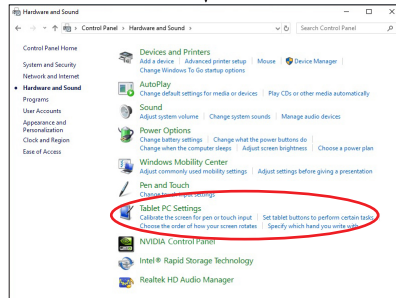 Hardware and Sound
Control Panel > Hardware and Sound >
Search Control Panel
Control Panel Home
System and Security
Network and Internet
Hardware and Sound
Programs
User Accounts
Appearance and
Personalization
Clock and Region
Ease of Access
Devices and Printers
Add a device | Advanced printer setup | Mouse | Device Manager
Change Windows To Go startup options
AutoPlay
Change default settings for media or devices | Play CDs or other media automatically
Sound
Adjust system volume | Change system sounds | Manage audio devices
Power Options
Change battery settings | Change what the power buttons do
Change when the computer sleeps | Adjust screen brightness | Choose a power plan
Windows Mobility Center
Adjust commonly used mobility settings | Adjust settings before giving a presentation
Pen and Touch
Change touch input settings
Tablet PC Settings
Calibrate the screen for pen or touch input | Set tablet buttons to perform certain tasks
Choose the order of how your screen rotates | Specify which hand you write with
NVIDIA Control Panel
Intel® Rapid Storage Technology
Realtek HD Audio Manager